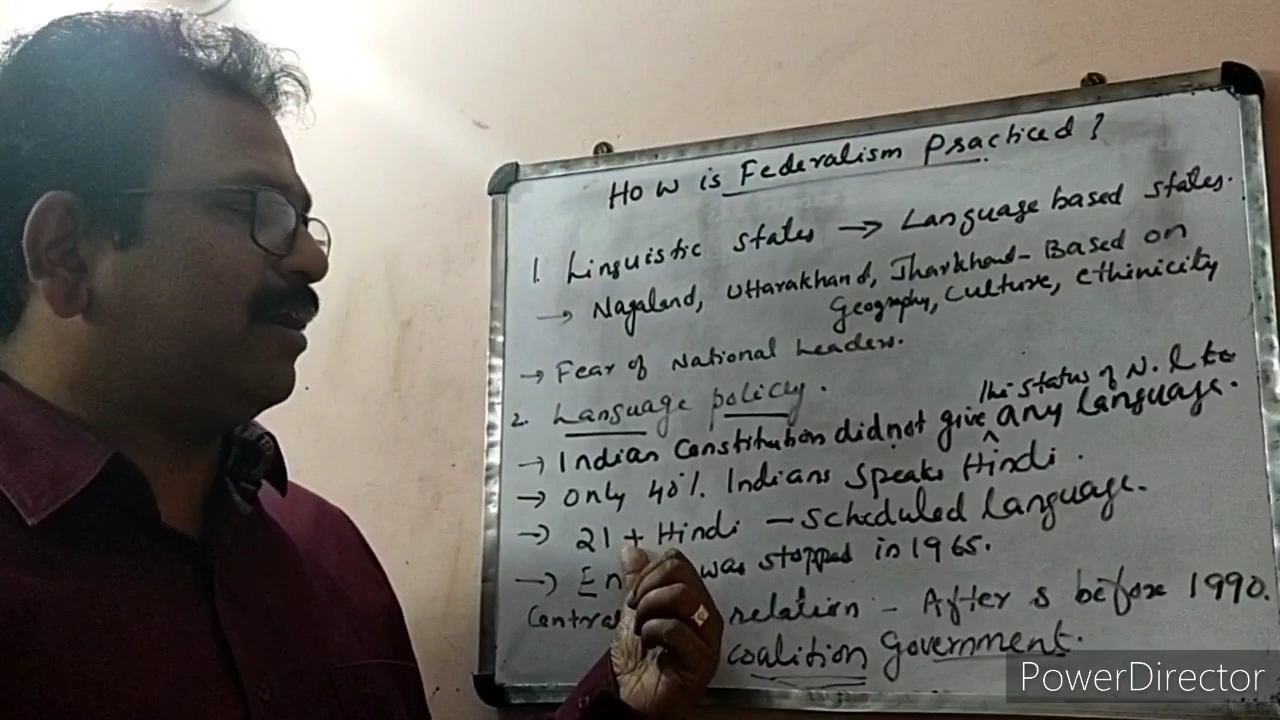 How is Federalism Practiced?
1. Linguistic states → Language based states.
→ Nagaland, Uttarakhand, Jharkhand - Based on
Geography, culture, ethinicity
→ Fear of National Leaders.
2. Language policy.
the status of N. L to
→ Indian Constitution did not give ^ any Language.
→ only 40%. Indians speaks Hindi.
→ 21 + Hindi - scheduled language.
→ En was stopped in 1965.
relation - After & before 1990.
coalition Government.
PowerDirector